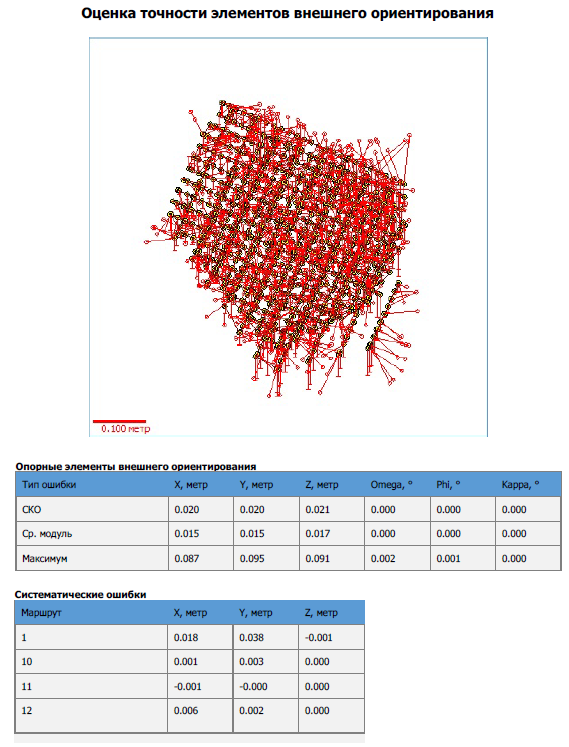 Оценка точности элементов внешнего ориентирования
0.100 метр
Опорные элементы внешнего ориентирования
Тип ошибки X, метр Y, метр Z, метр Omega, ° Phi, ° Kappa, °
СКО 0.020 0.020 0.021 0.000 0.000 0.000
Ср. модуль 0.015 0.015 0.017 0.000 0.000 0.000
Максимум 0.087 0.095 0.091 0.002 0.001 0.000
Систематические ошибки
Маршрут X, метр Y, метр Z, метр
1 0.018 0.038 -0.001
10 0.001 0.003 0.000
11 -0.001 -0.000 0.000
12 0.006 0.002 0.000